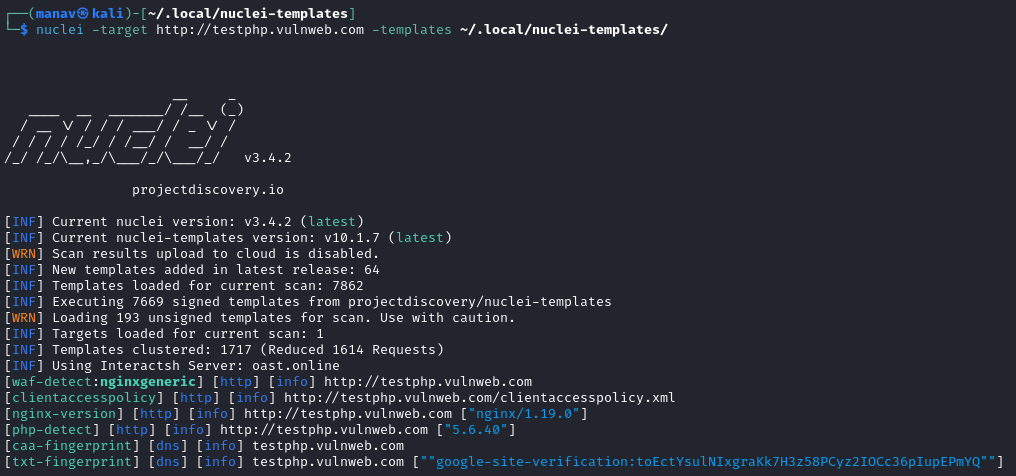 ┌──(manav㉿kali)-[~/.local/nuclei-templates]
└─$ nuclei -target http://testphp.vulnweb.com -templates ~/.local/nuclei-templates/
nuclei v3.4.2
projectdiscovery.io
[INF] Current nuclei version: v3.4.2 (latest)
[INF] Current nuclei-templates version: v10.1.7 (latest)
[WRN] Scan results upload to cloud is disabled.
[INF] New templates added in latest release: 64
[INF] Templates loaded for current scan: 7862
[INF] Executing 7669 signed templates from projectdiscovery/nuclei-templates
[WRN] Loading 193 unsigned templates for scan. Use with caution.
[INF] Targets loaded for current scan: 1
[INF] Templates clustered: 1717 (Reduced 1614 Requests)
[INF] Using Interactsh Server: oast.online
[waf-detect:nginxgeneric] [http] [info] http://testphp.vulnweb.com
[clientaccesspolicy] [http] [info] http://testphp.vulnweb.com/clientaccesspolicy.xml
[nginx-version] [http] [info] http://testphp.vulnweb.com ["nginx/1.19.0"]
[php-detect] [http] [info] http://testphp.vulnweb.com ["5.6.40"]
[caa-fingerprint] [dns] [info] testphp.vulnweb.com
[txt-fingerprint] [dns] [info] testphp.vulnweb.com [""google-site-verification:toEctYsulNIxgraKk7H3z58PCyz2IOCc36pIupEPmYQ""]